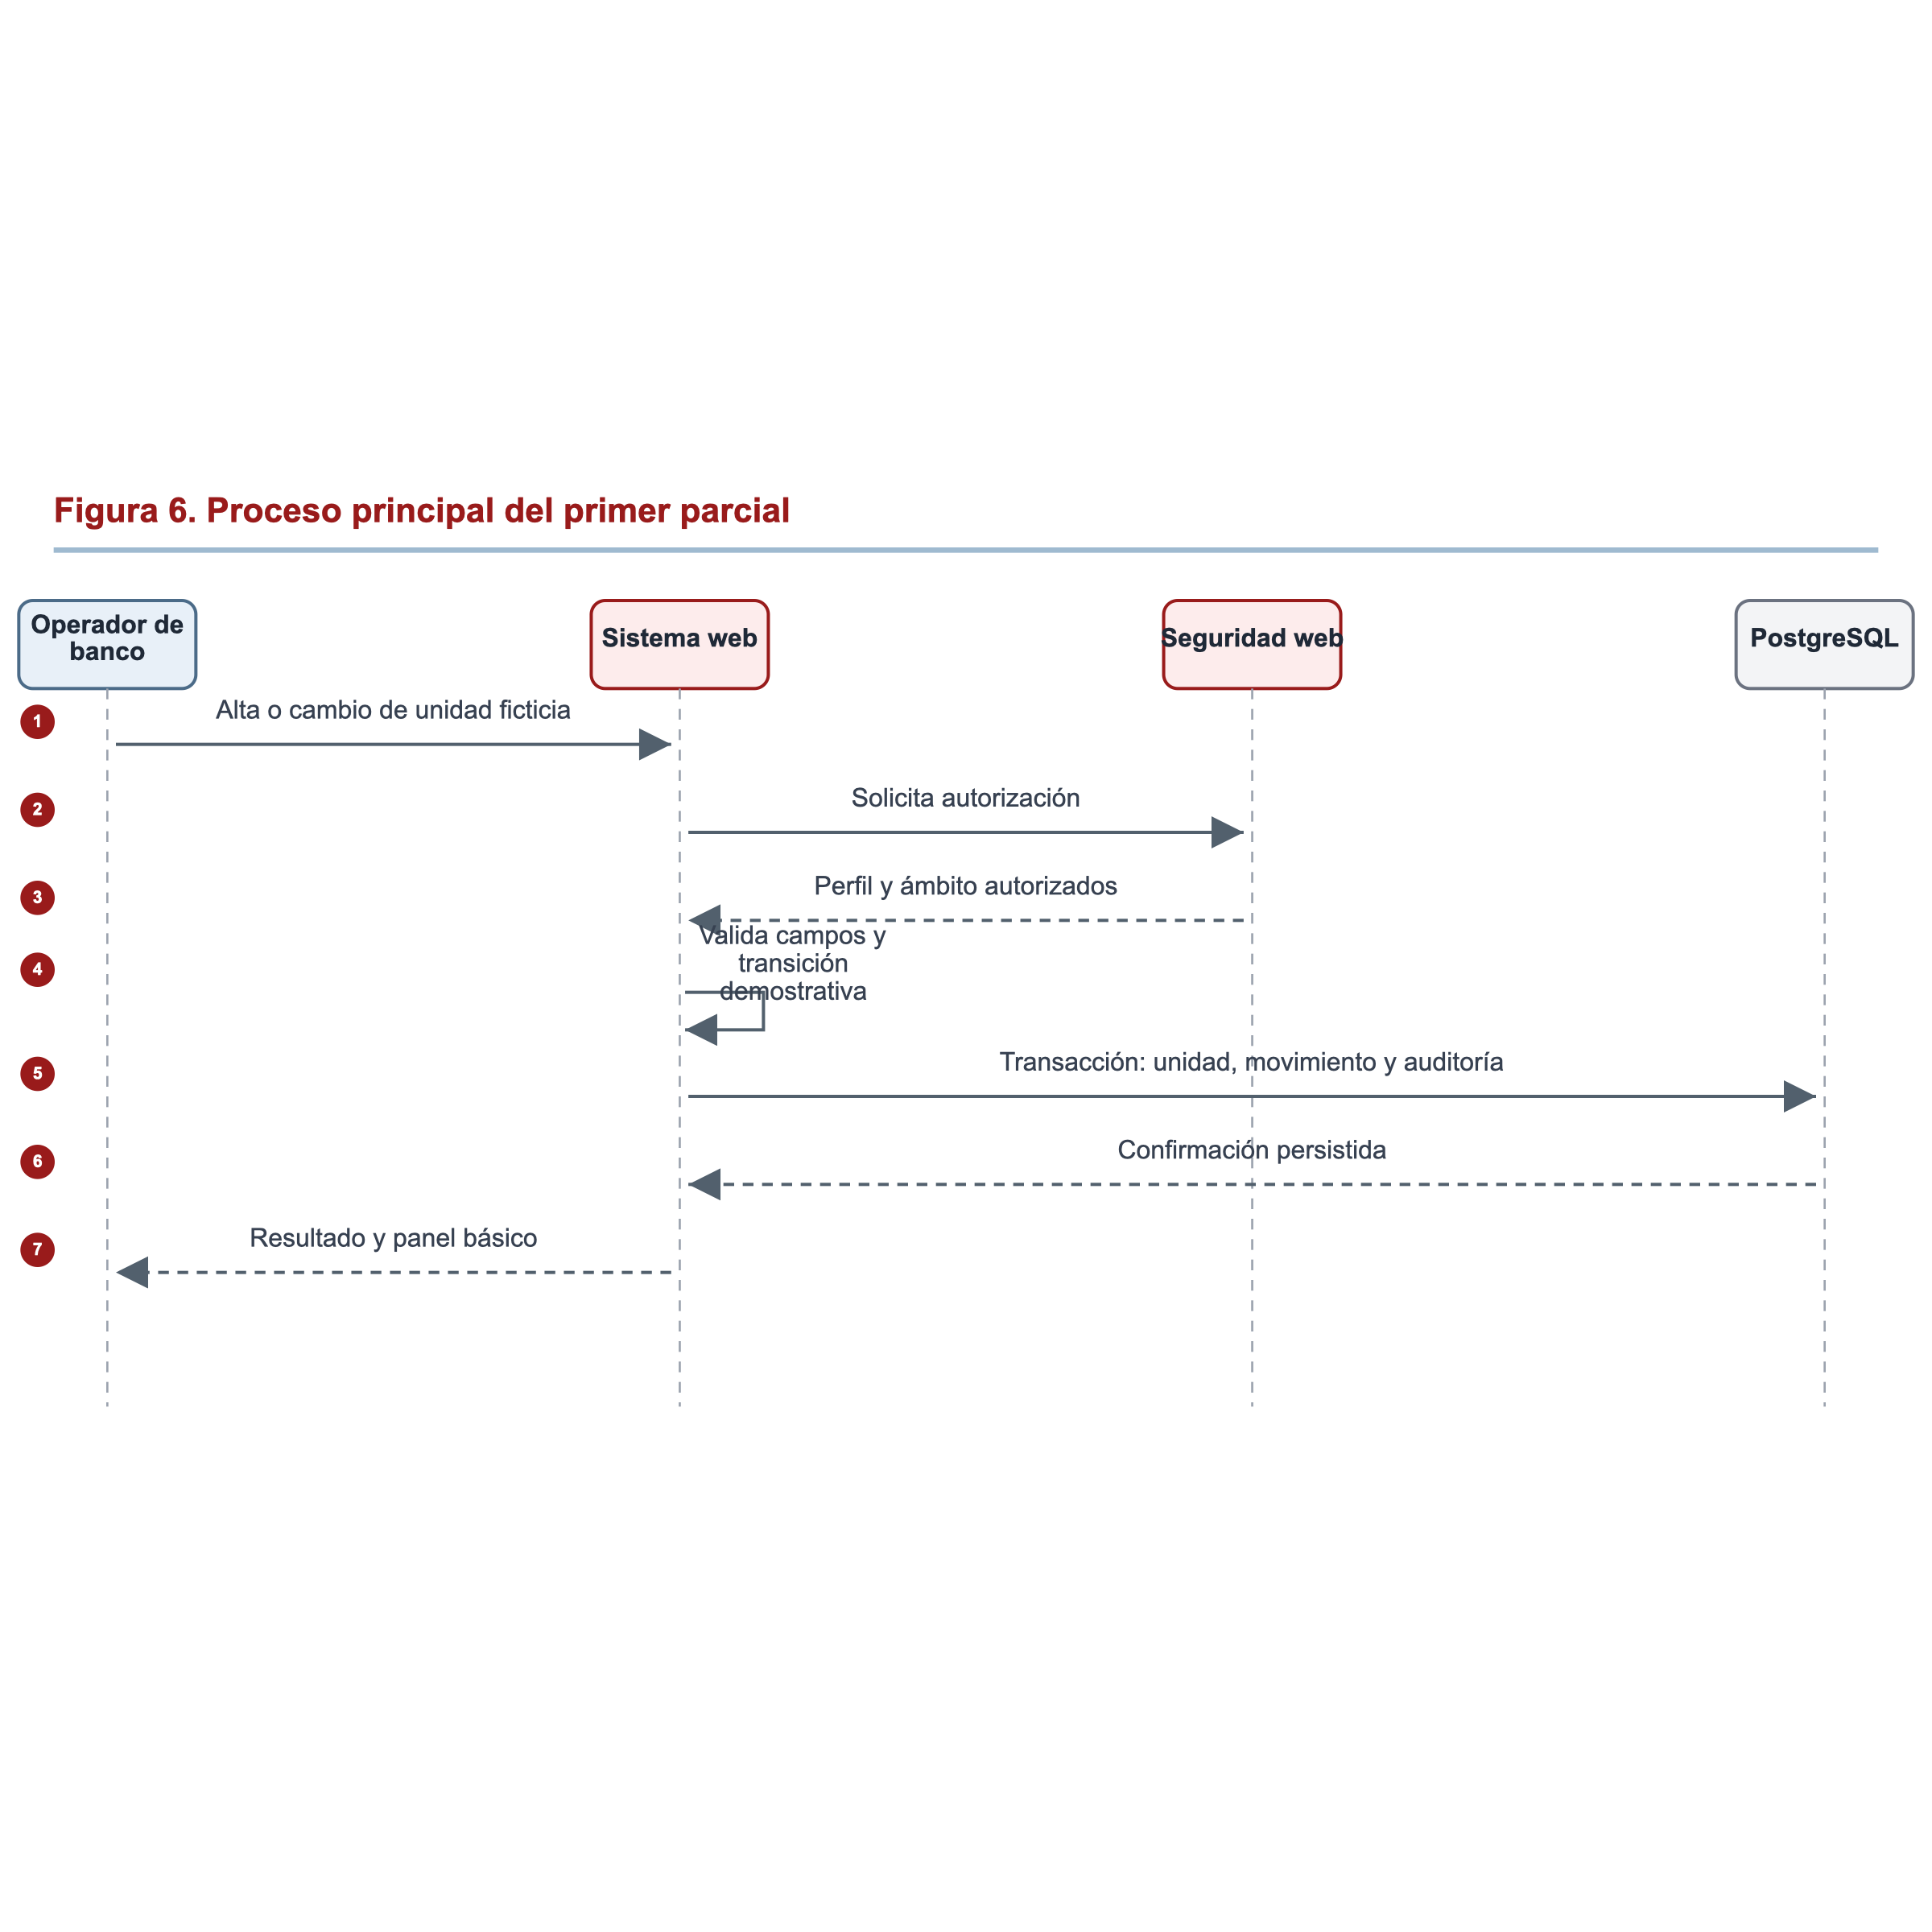 Figura 6. Proceso principal del primer parcial
Operador de
banco
Sistema web
Seguridad web
PostgreSQL
1
Alta o cambio de unidad ficticia
2
Solicita autorización
3
Perfil y ámbito autorizados
4
Valida campos y
transición
demostrativa
5
Transacción: unidad, movimiento y auditoría
6
Confirmación persistida
7
Resultado y panel básico